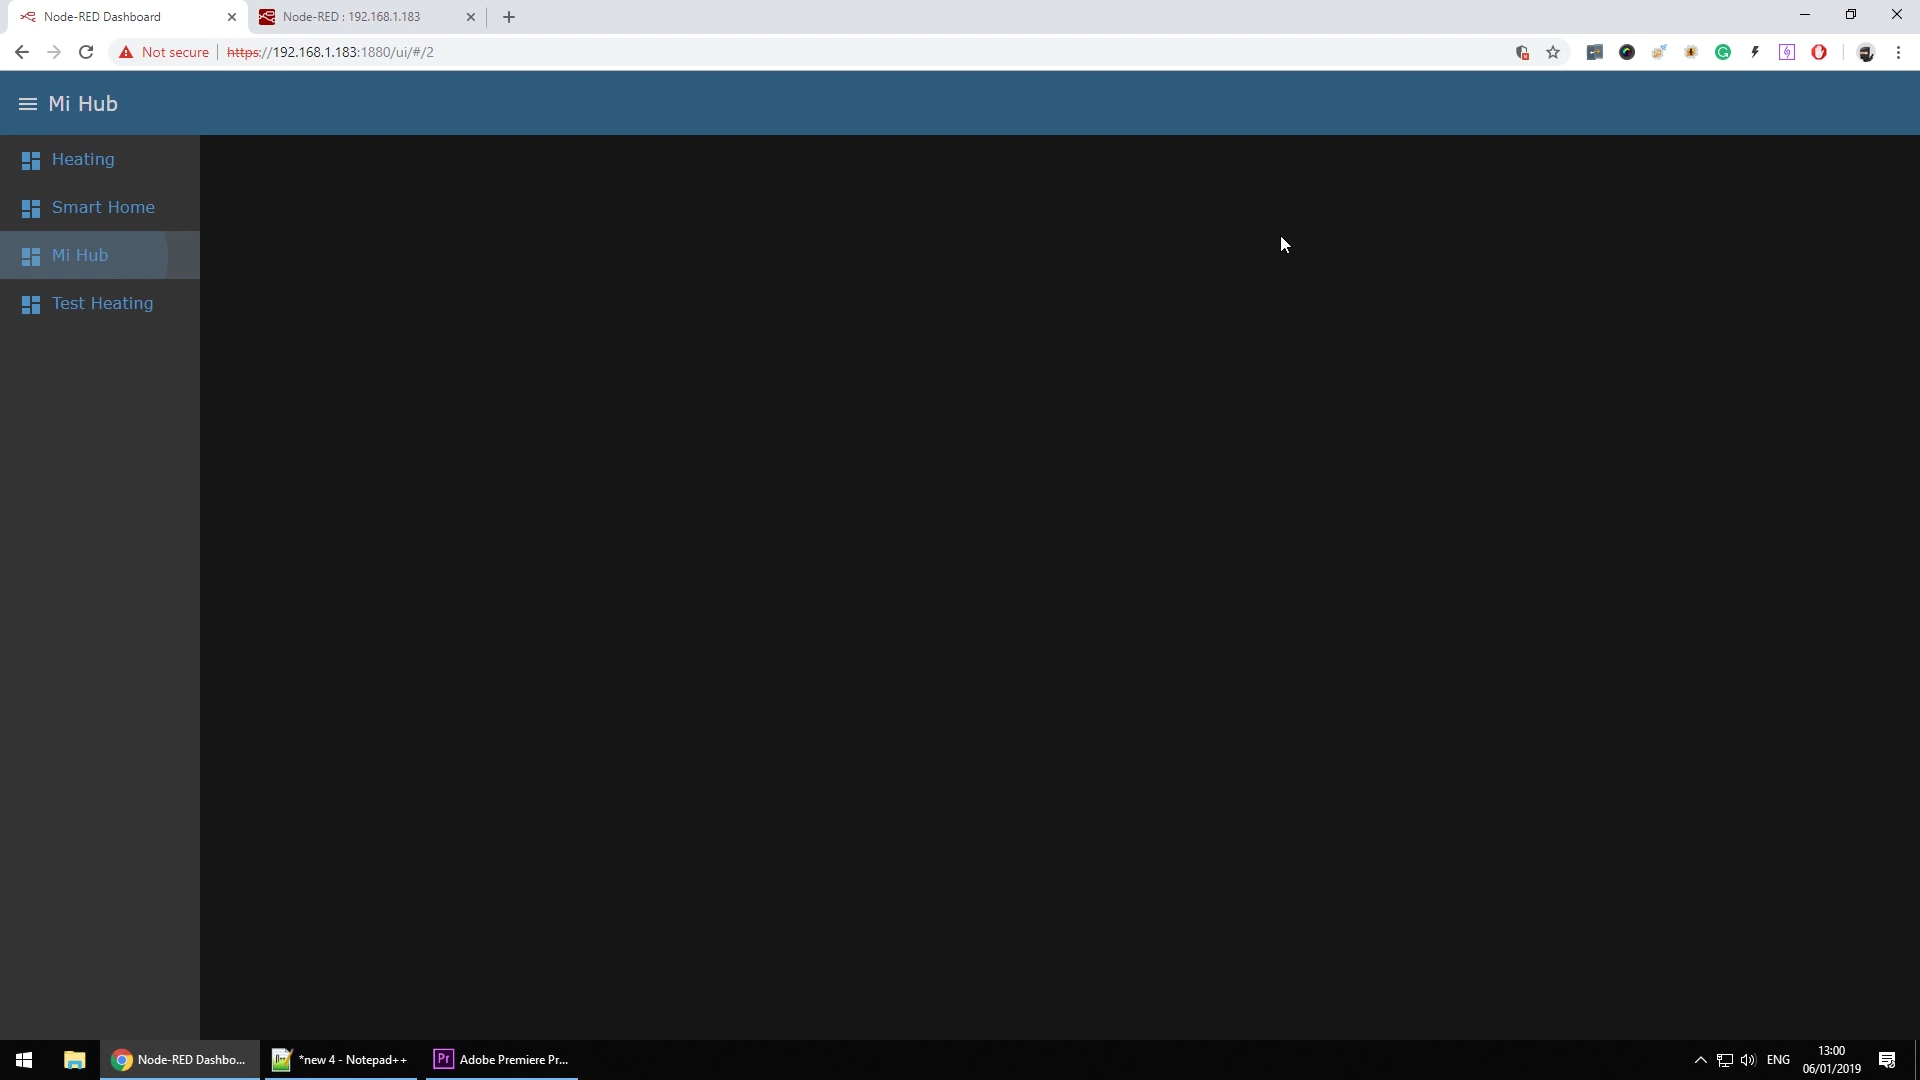 Node-RED Dashboard
Node-RED : 192.168.1.183
Not secure
https://192.168.1.183:1880/ui/#/2
Mi Hub
Heating
Smart Home
Mi Hub
Test Heating
Node-RED Dashbo...
*new 4 - Notepad++
Pr
Adobe Premiere Pr...
ENG
13:00
06/01/2019